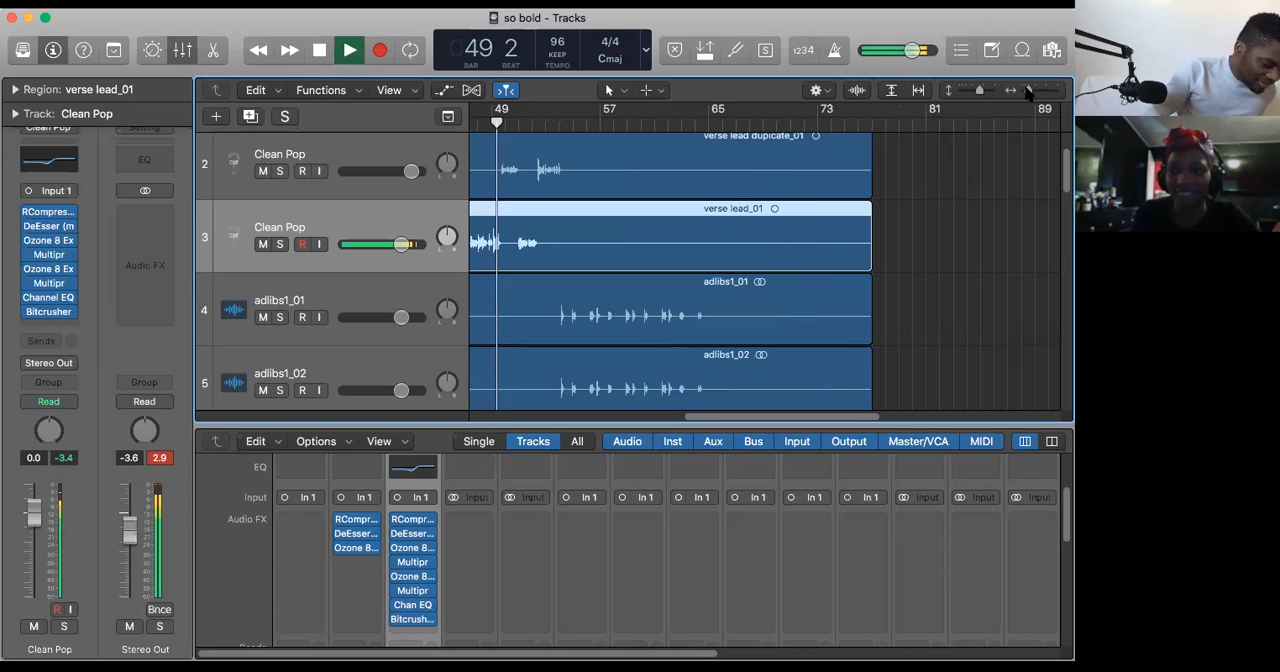 so bold - Tracks
49 2
BAR BEAT
96
KEEP
TEMPO
4/4
Cmaj
1234
Region: verse lead_01
Track: Clean Pop
Edit Functions View
49 57 65 73 81 89
S
Clean Pop
Input 1
RCompres...
DeEsser (m
Ozone 8 Ex
Multipr
Ozone 8 Ex
Multipr
Channel EQ
Bitcrusher
Sends
Stereo Out
Group
Read
0.0 -3.4
R I
M S
Clean Pop
Setting
EQ
Audio FX
Group
Read
-3.6 2.9
Bnce
M S
Stereo Out
2
Clean Pop
M S R I
L R
verse lead dupicate_01
3
Clean Pop
M S R I
L R
verse lead_01
4
adlibs1_01
M S R I
L R
adlibs1_01
5
adlibs1_02
M S R I
L R
adlibs1_02
Edit Options View Single Tracks All Audio Inst Aux Bus Input Output Master/VCA MIDI
EQ
Input In 1 In 1 In 1 Input Input In 1 In 1 In 1 In 1 In 1 In 1 Input Input Input
Audio FX
RCompr...
DeEsser...
Ozone 8...
RCompr...
DeEsser...
Ozone 8...
Multipr
Ozone 8...
Multipr
Chan EQ
Bitcrush...